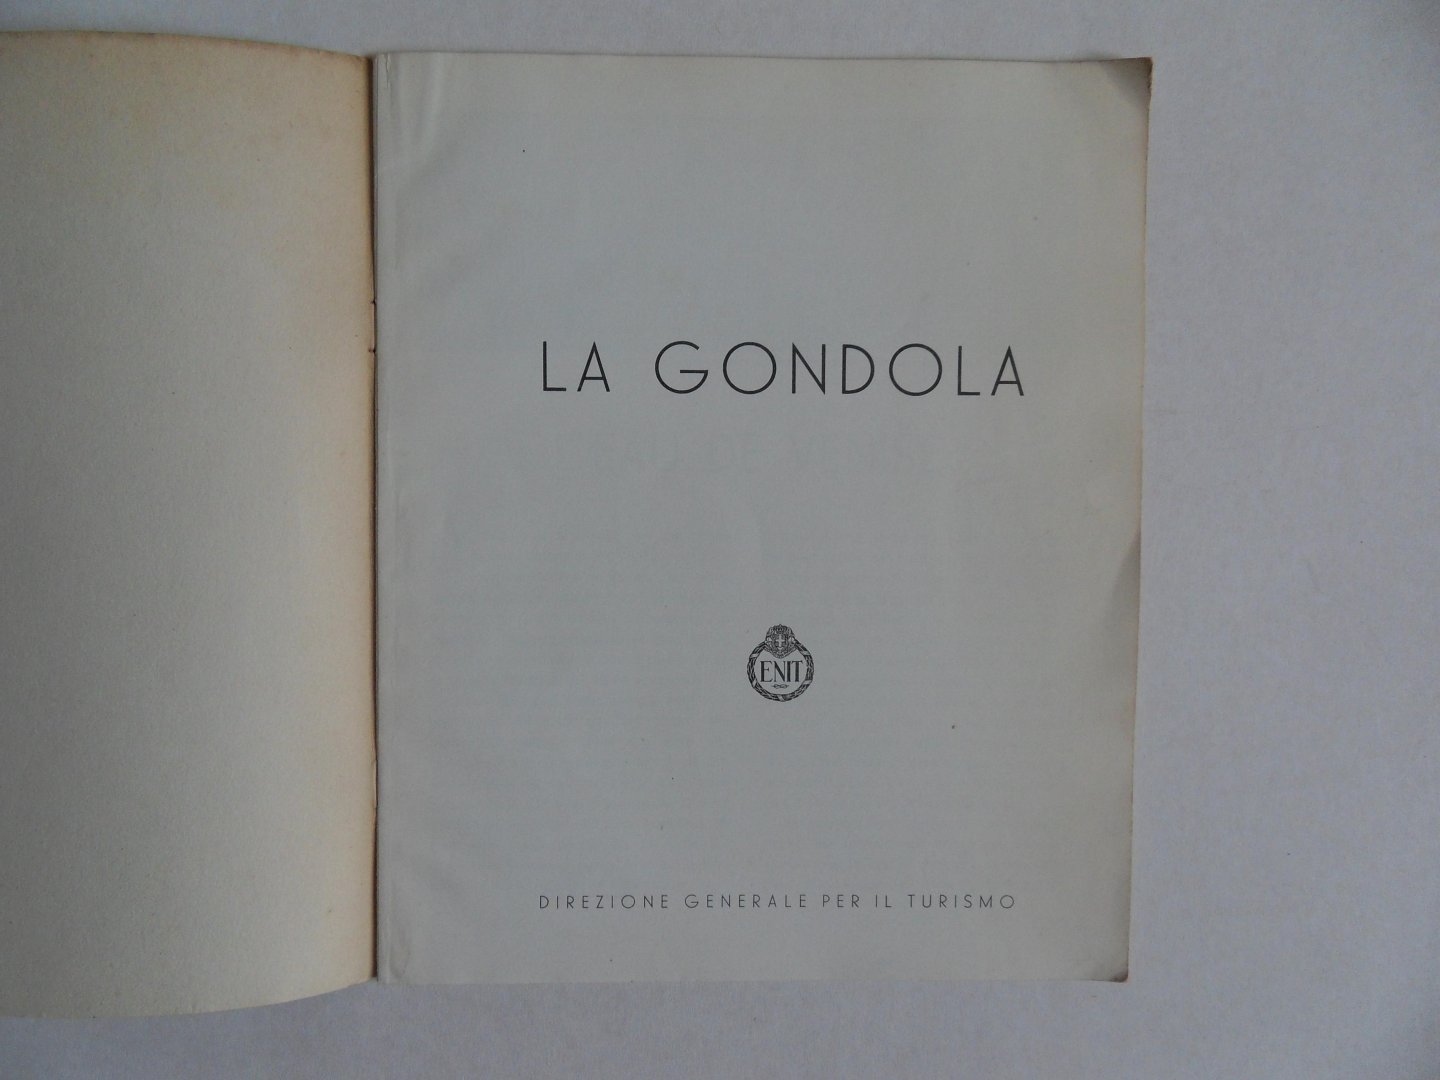 LA GONDOLA
ENIT
DIREZIONE GENERALE PER IL TURISMO